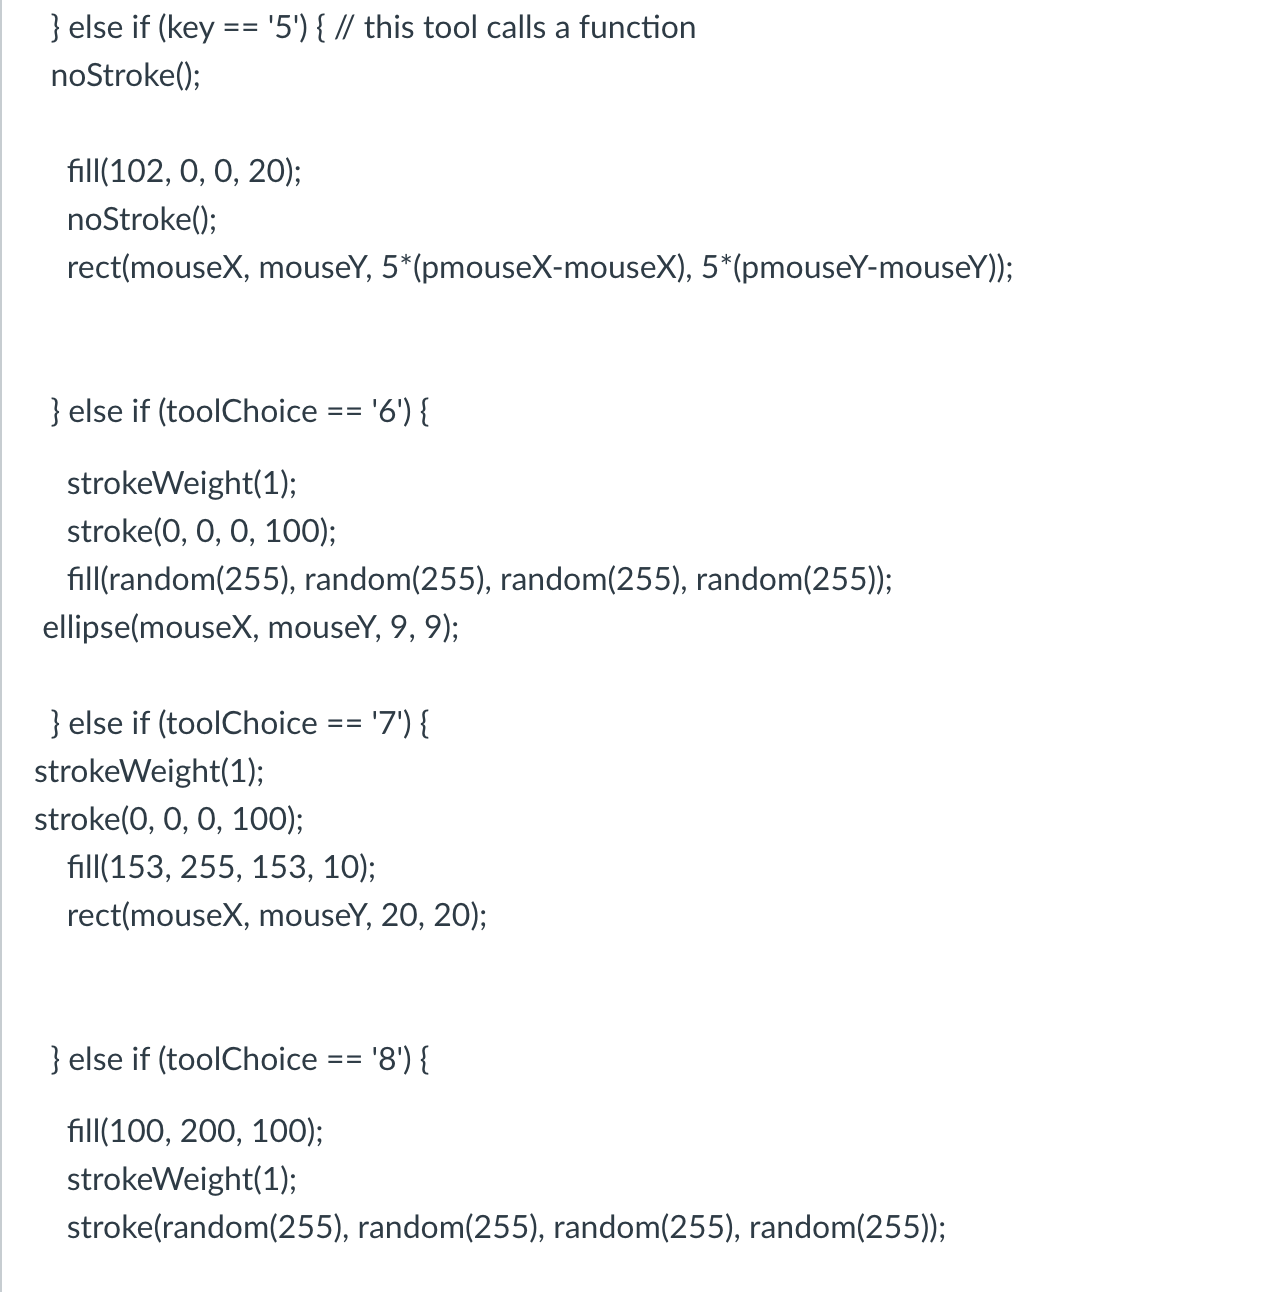 } else if (key == '5') { // this tool calls a function
noStroke();
fill(102, 0, 0, 20);
noStroke();
rect(mouseX, mouseY, 5*(pmouseX-mouseX), 5*(pmouseY-mouseY));
} else if (toolChoice == '6') {
strokeWeight(1);
stroke(0, 0, 0, 100);
fill(random(255), random(255), random(255), random(255));
ellipse(mouseX, mouseY, 9, 9);
} else if (toolChoice == '7') {
strokeWeight(1);
stroke(0, 0, 0, 100);
fill(153, 255, 153, 10);
rect(mouseX, mouseY, 20, 20);
} else if (toolChoice == '8') {
fill(100, 200, 100);
strokeWeight(1);
stroke(random(255), random(255), random(255), random(255));